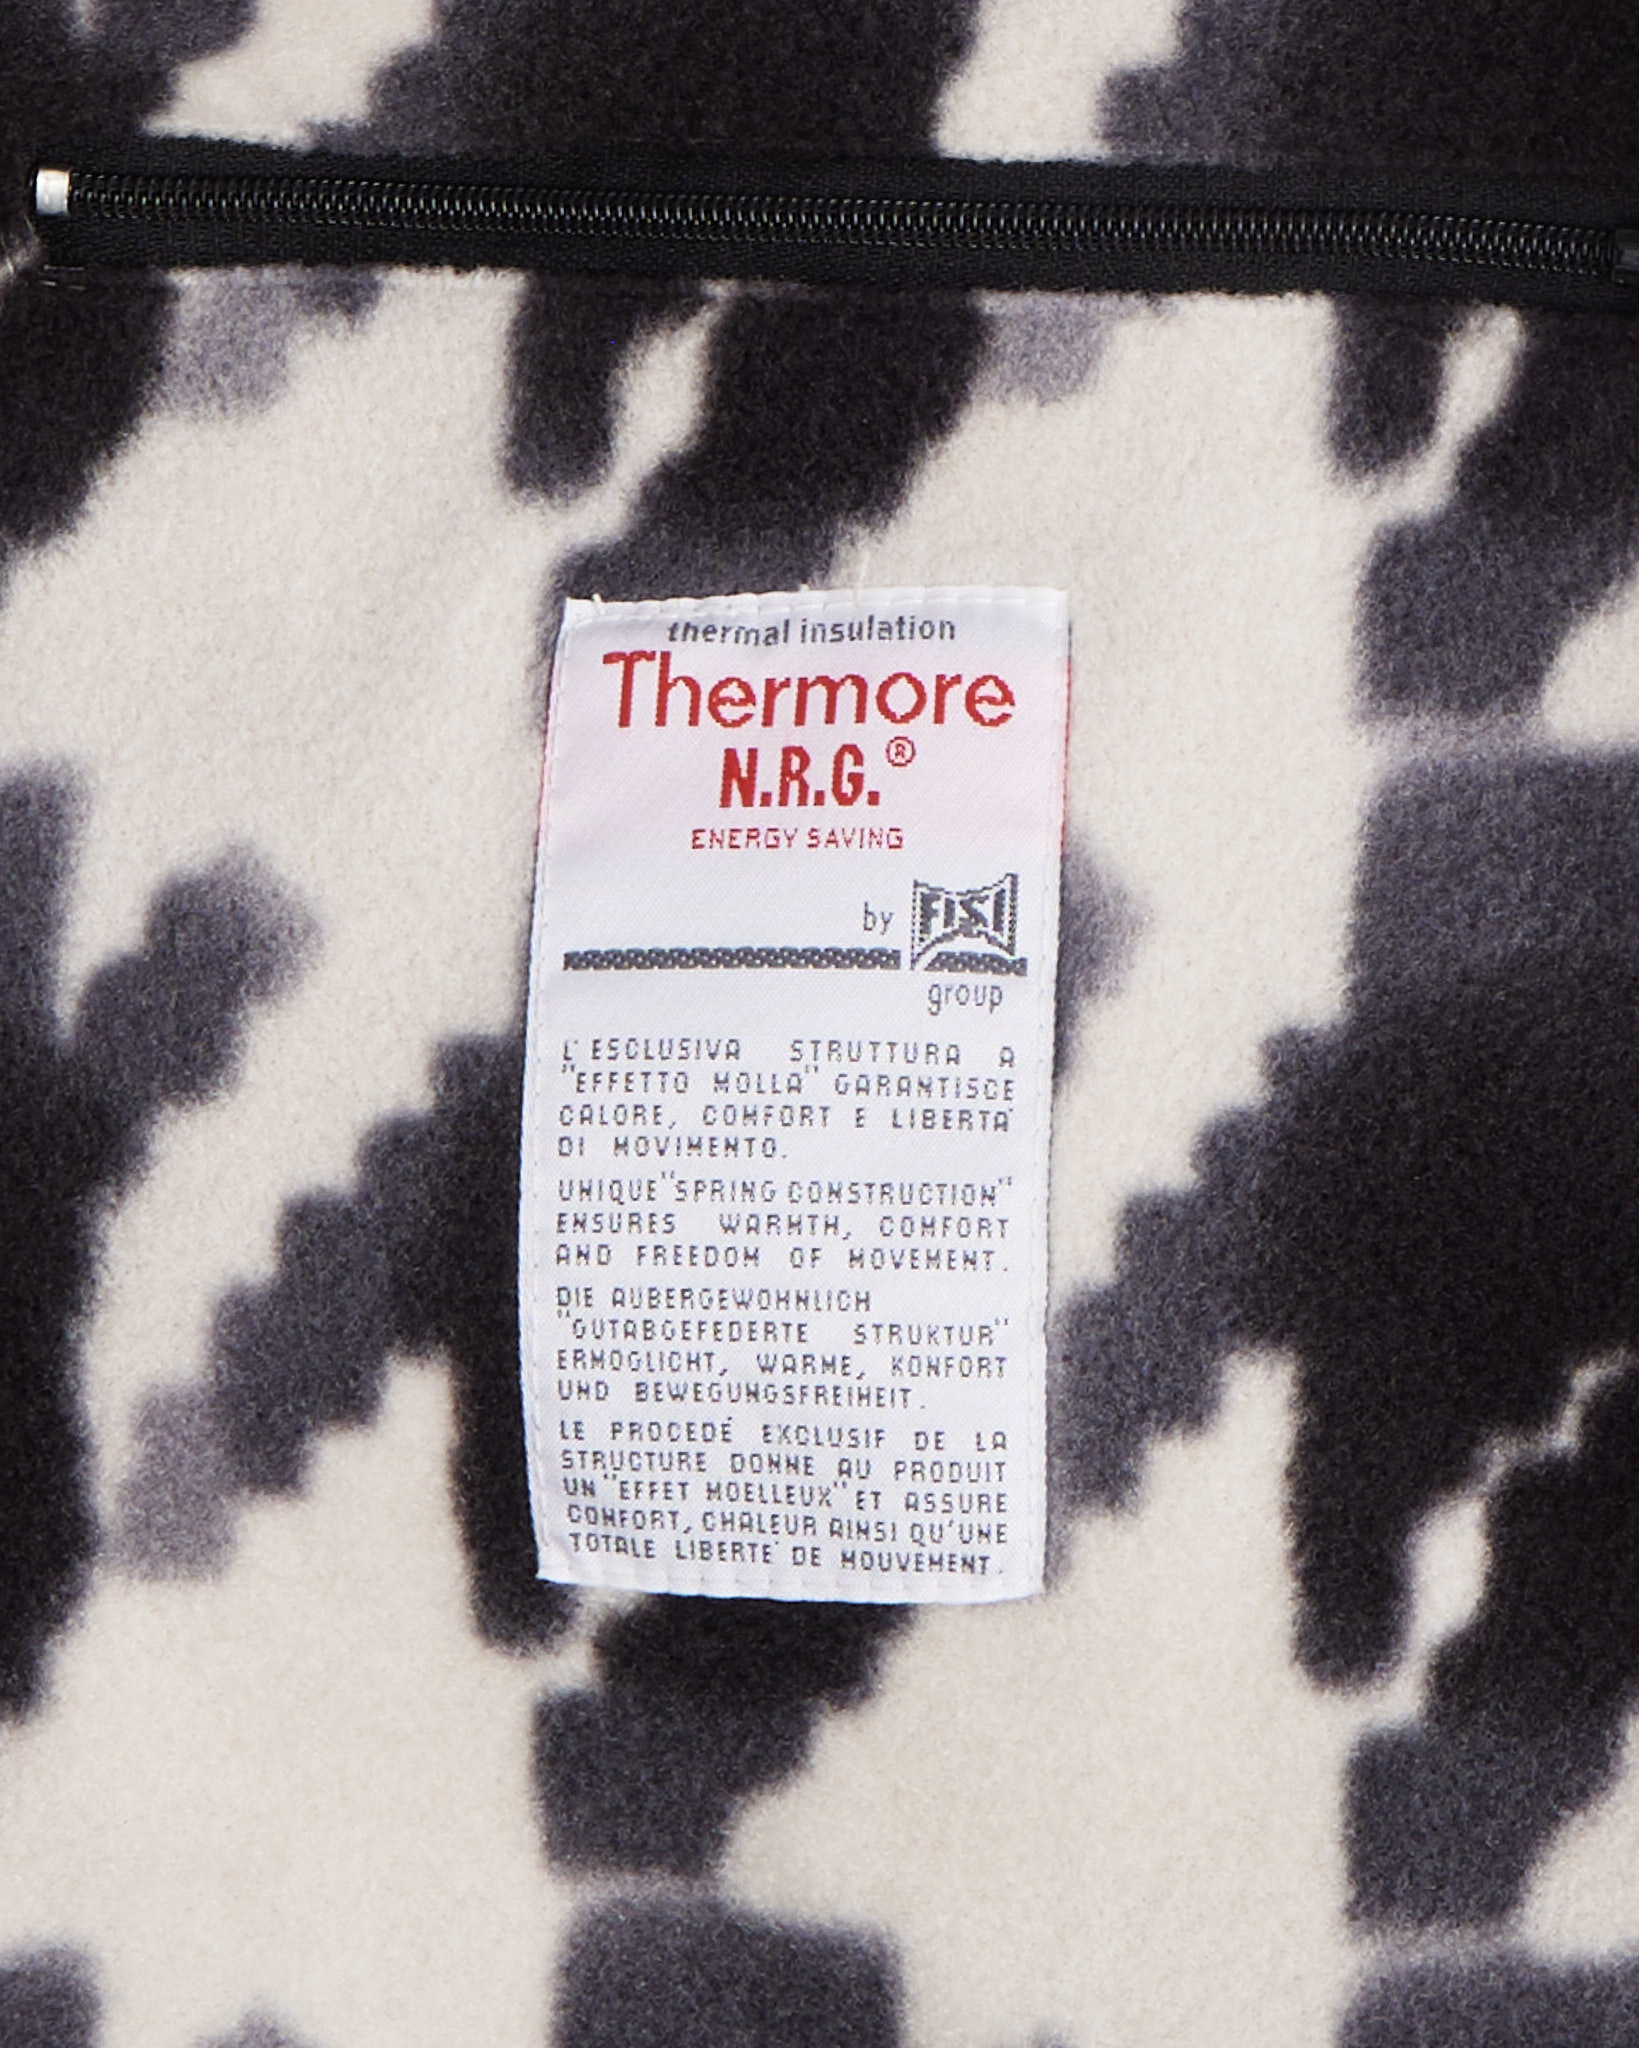 thermal insulation
Thermore
N.R.G.®
ENERGY SAVING
by FISI
group
L'ESCLUSIVA STRUTTURA A
"EFFETTO MOLLA" GARANTISCE
CALORE, COMFORT E LIBERTA'
DI MOVIMENTO.
UNIQUE "SPRING CONSTRUCTION"
ENSURES WARMTH, COMFORT
AND FREEDOM OF MOVEMENT.
DIE AUBERGEWOHNLICH
"GUTABGEFEDERTE STRUKTUR"
ERMOGLICHT, WARME, KONFORT
UND BEWEGUNGSFREIHEIT.
LE PROCEDÉ EXCLUSIF DE LA
STRUCTURE DONNE AU PRODUIT
UN "EFFET MOELLEUX" ET ASSURE
CONFORT, CHALEUR AINSI QU'UNE
TOTALE LIBERTE' DE MOUVEMENT.